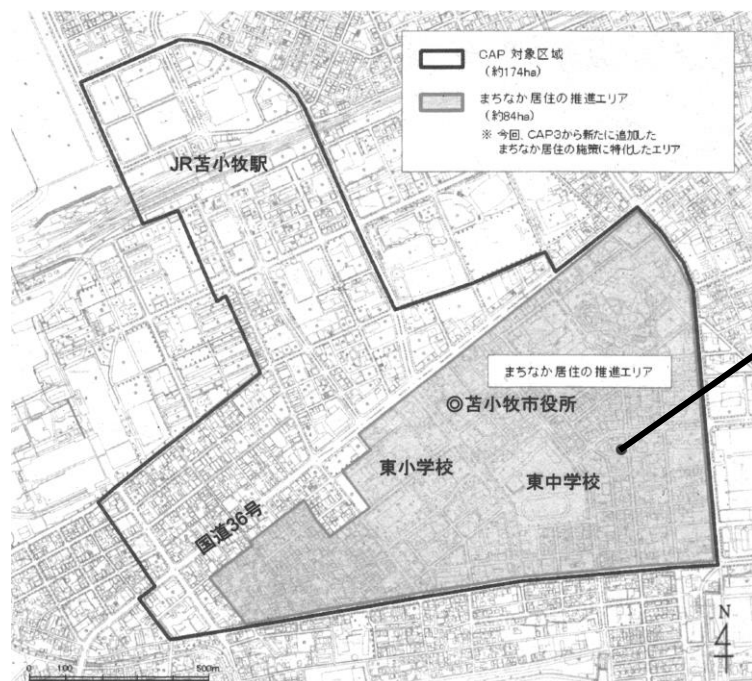 CAP 対象区域
(約174ha)
まちなか居住の推進エリア
(約84ha)
※ 今回、CAP3から新たに追加した
まちなか居住の施策に特化したエリア
JR苫小牧駅
まちなか居住の推進エリア
◎苫小牧市役所
東小学校
東中学校
国道36号
N
0 100 500m